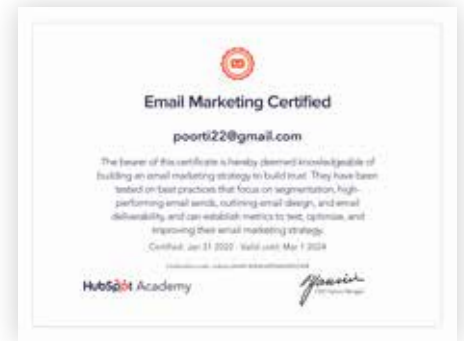 Email Marketing Certified
poorti22@gmail.com
The bearer of this certificate is hereby deemed knowledgeable of
building an email marketing strategy to build trust. They have been
tested on best practices that focus on segmentation, high-
performing email sends, outlining email design, and email
deliverability, and can establish metrics to test, optimize, and
improving their email marketing strategy.
Certified: Jan 31 2022 · Valid until: Mar 1 2024
HubSpot Academy